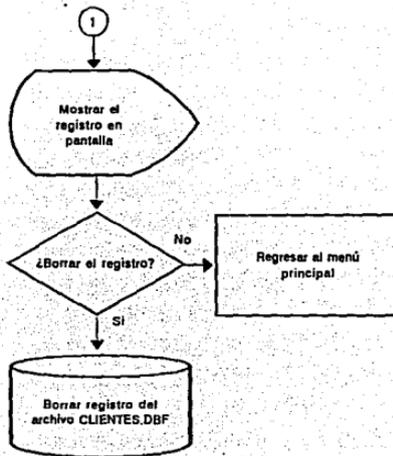 1
Mostrar el
registro en
pantalla
¿Borrar el registro?
No
Regresar al menú
principal
Si
Borrar registro del
archivo CLIENTES.DBF